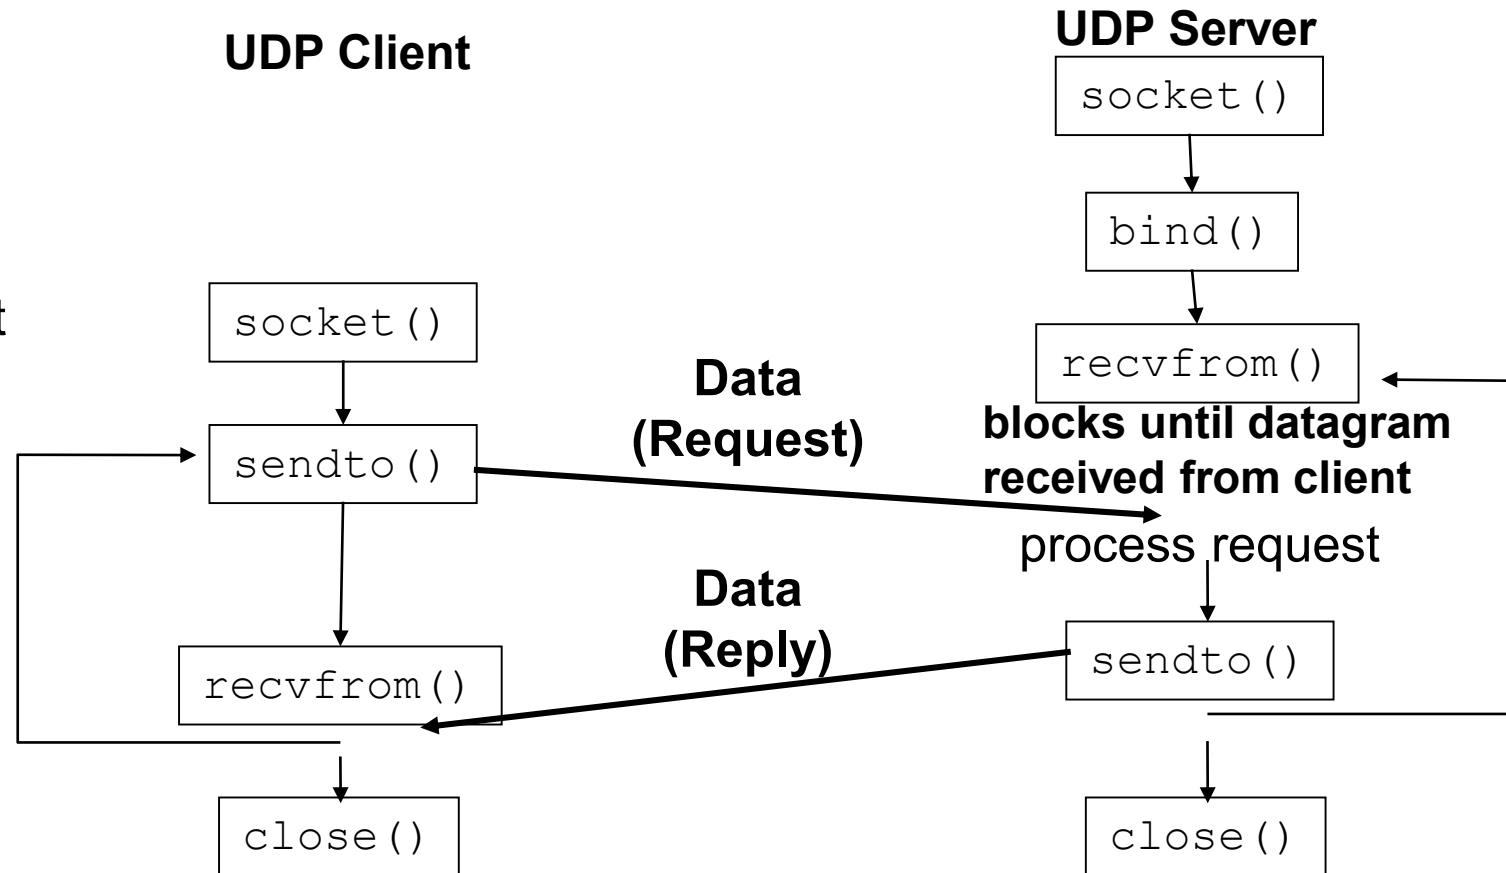 UDP Client
UDP Server
socket()
bind()
socket()
recvfrom()
Data
(Request)
blocks until datagram
received from client
sendto()
process request
Data
(Reply)
sendto()
recvfrom()
close()
close()